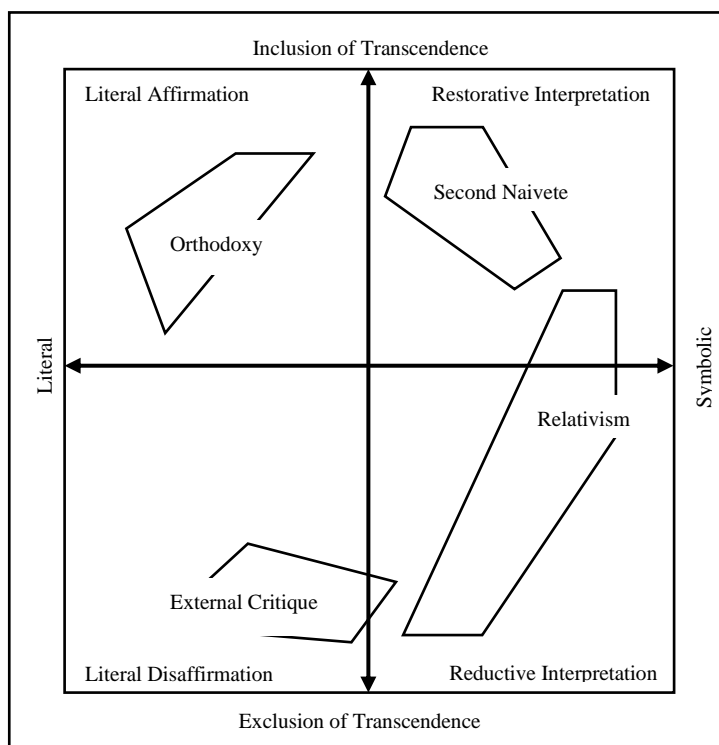 Inclusion of Transcendence
Literal Affirmation
Restorative Interpretation
Second Naivete
Orthodoxy
Literal
Symbolic
Relativism
External Critique
Literal Disaffirmation
Reductive Interpretation
Exclusion of Transcendence